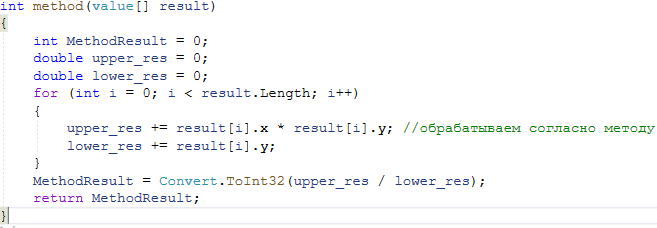 int method(value[] result)
{
    int MethodResult = 0;
    double upper_res = 0;
    double lower_res = 0;
    for (int i = 0; i < result.Length; i++)
    {
        upper_res += result[i].x * result[i].y; //обрабатываем согласно методу
        lower_res += result[i].y;
    }
    MethodResult = Convert.ToInt32(upper_res / lower_res);
    return MethodResult;
}